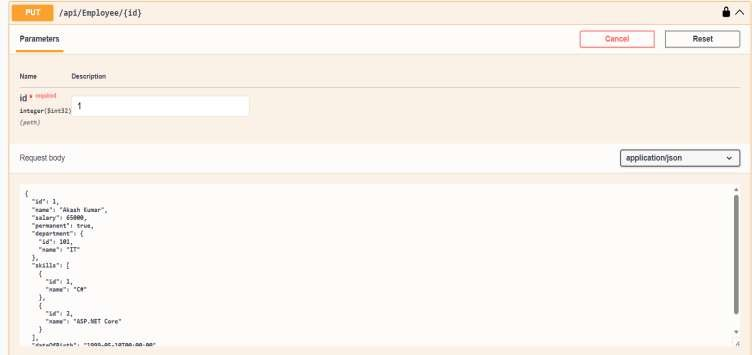 PUT /api/Employee/{id}
Parameters
Cancel
Reset
Name Description
id * required
integer($int32)
(path)
1
Request body
application/json
{
"id": 1,
"name": "Akash Kumar",
"salary": 65000,
"permanent": true,
"department": {
"id": 101,
"name": "IT"
},
"skills": [
{
"id": 1,
"name": "C#"
},
{
"id": 2,
"name": "ASP.NET Core"
}
],
"dateOfBirth": "1999-05-10T00:00:00"